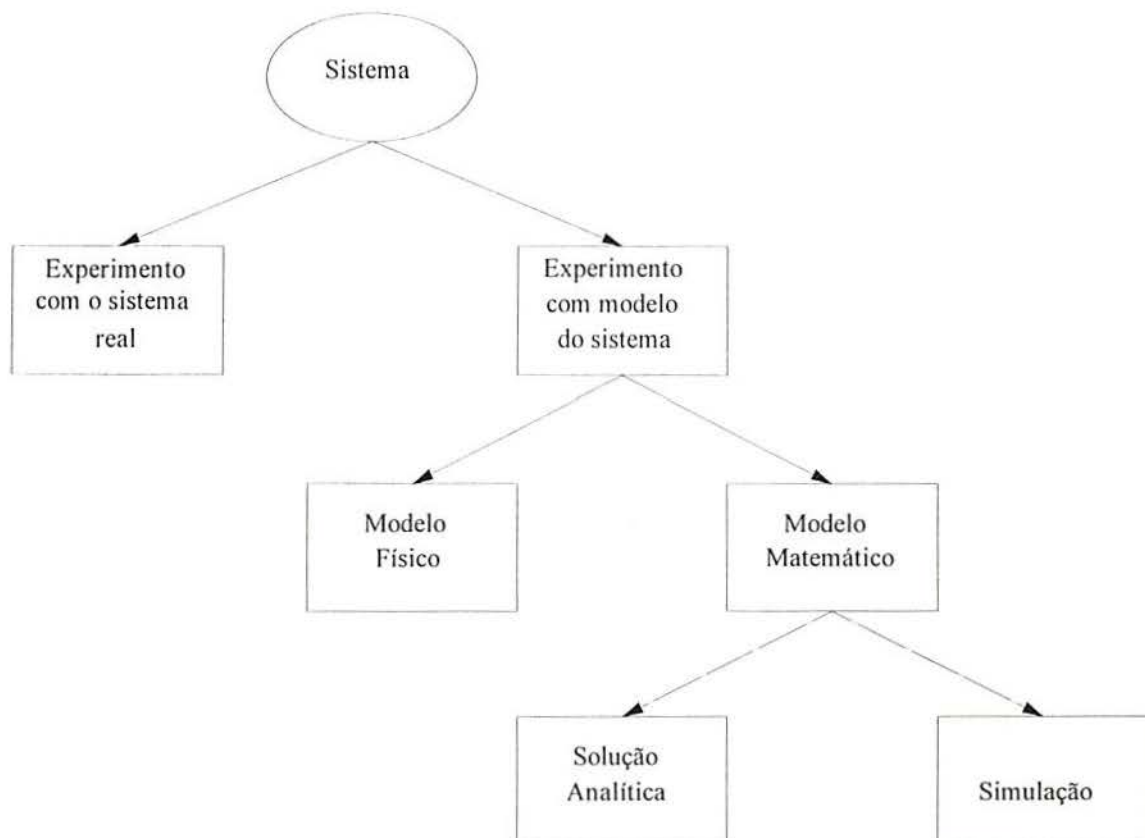 Sistema
Experimento
com o sistema
real
Experimento
com modelo
do sistema
Modelo
Físico
Modelo
Matemático
Solução
Analítica
Simulação